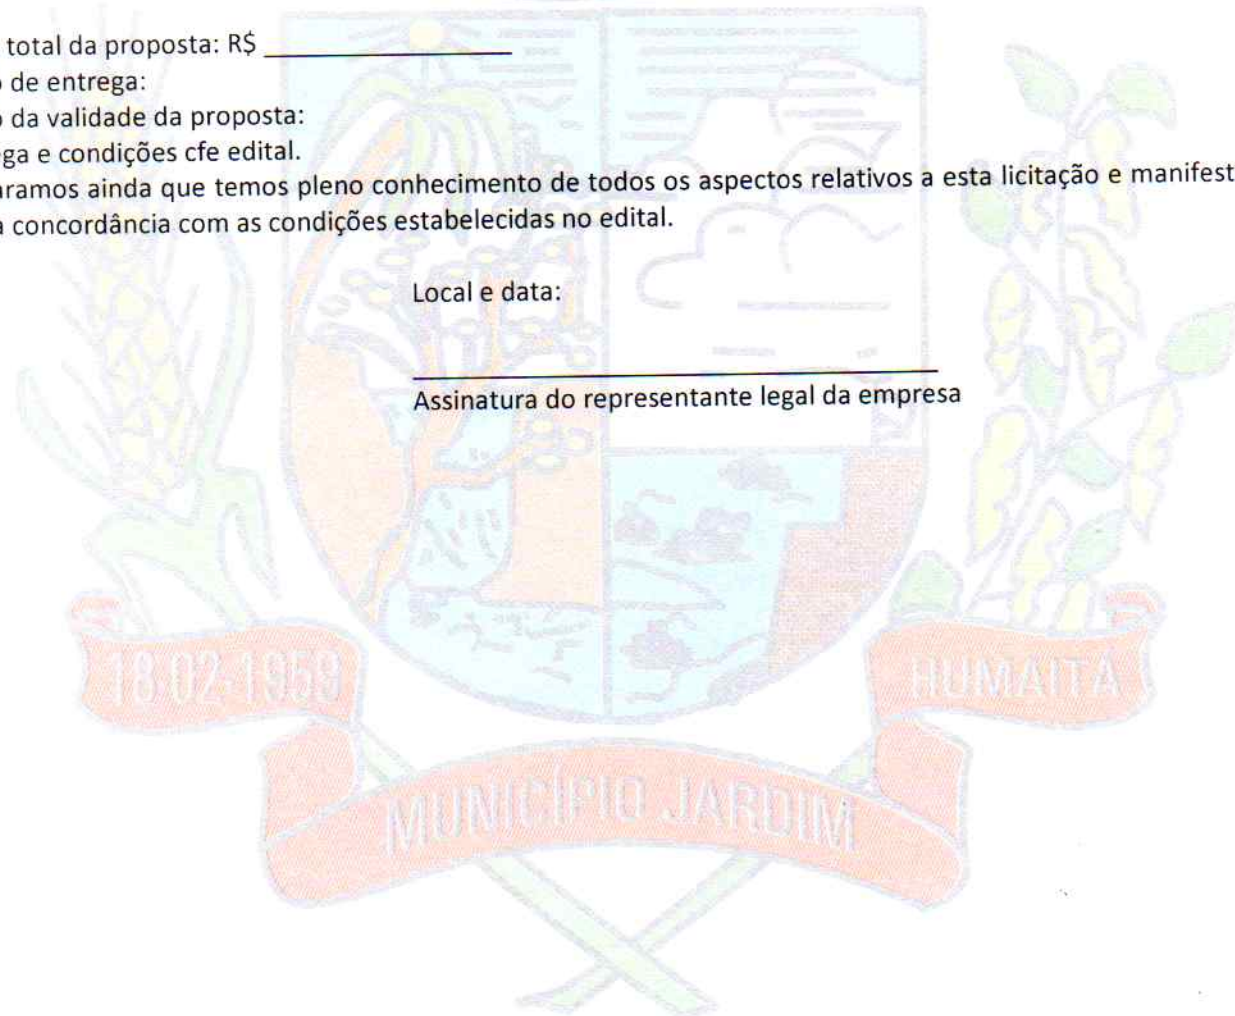 total da proposta: R$
de entrega:
da validade da proposta:
ga e condições cfe edital.
ramos ainda que temos pleno conhecimento de todos os aspectos relativos a esta licitação e manifest
concordância com as condições estabelecidas no edital.
Local e data:
Assinatura do representante legal da empresa
18-02-1959
HUMAITÁ
MUNICÍPIO JARDIM